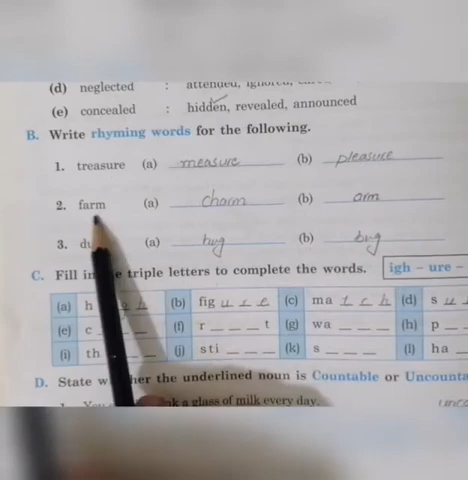 (d) neglected : attended, ignored,
(e) concealed : hidden, revealed, announced
B. Write rhyming words for the following.
1. treasure (a) measure (b) pleasure
2. farm (a) charm (b) arm
3. (a) hug (b) bug
C. Fill in triple letters to complete the words. igh – ure –
(a) h g h (b) fig u r e (c) ma t c h (d) s u
(e) c _ _ _ (f) r _ _ _ t (g) wa _ _ _ (h) p _
(i) th _ _ _ (j) sti _ _ _ (k) s _ _ _ (l) ha _
D. State the underlined noun is Countable or Uncounta
a glass of milk every day. unco